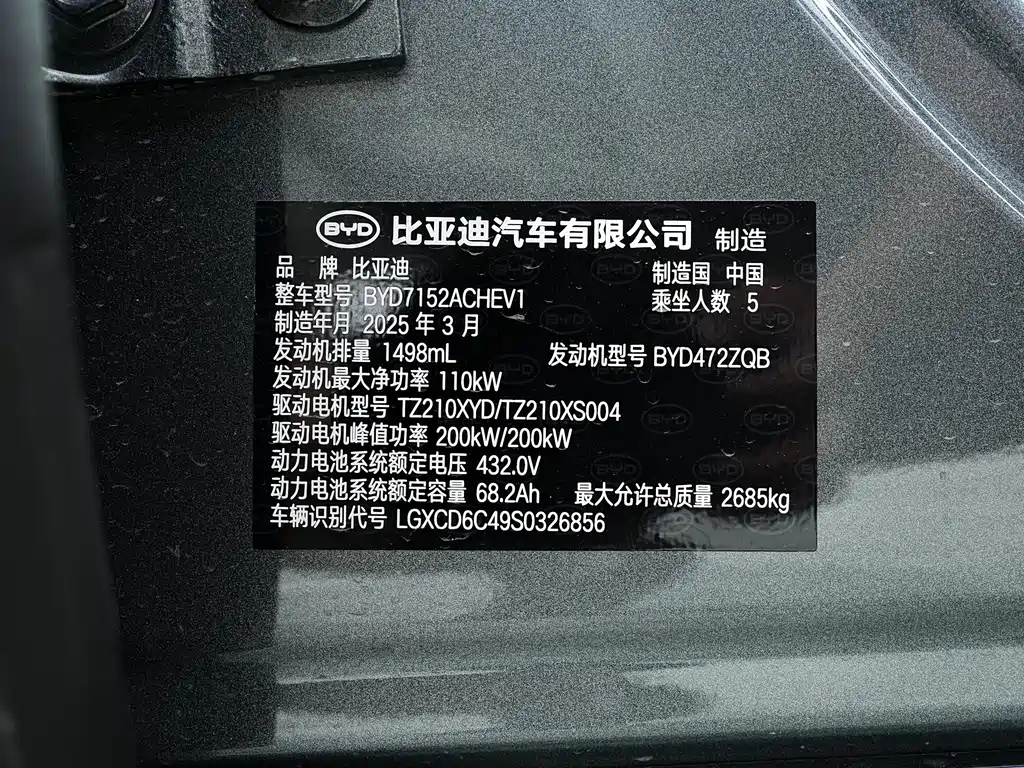 BYD 比亚迪汽车有限公司 制造
品 牌 比亚迪 制造国 中国
整车型号 BYD7152ACHEV1 乘坐人数 5
制造年月 2025 年 3 月
发动机排量 1498mL 发动机型号 BYD472ZQB
发动机最大净功率 110kW
驱动电机型号 TZ210XYD/TZ210XS004
驱动电机峰值功率 200kW/200kW
动力电池系统额定电压 432.0V
动力电池系统额定容量 68.2Ah 最大允许总质量 2685kg
车辆识别代号 LGXCD6C49S0326856